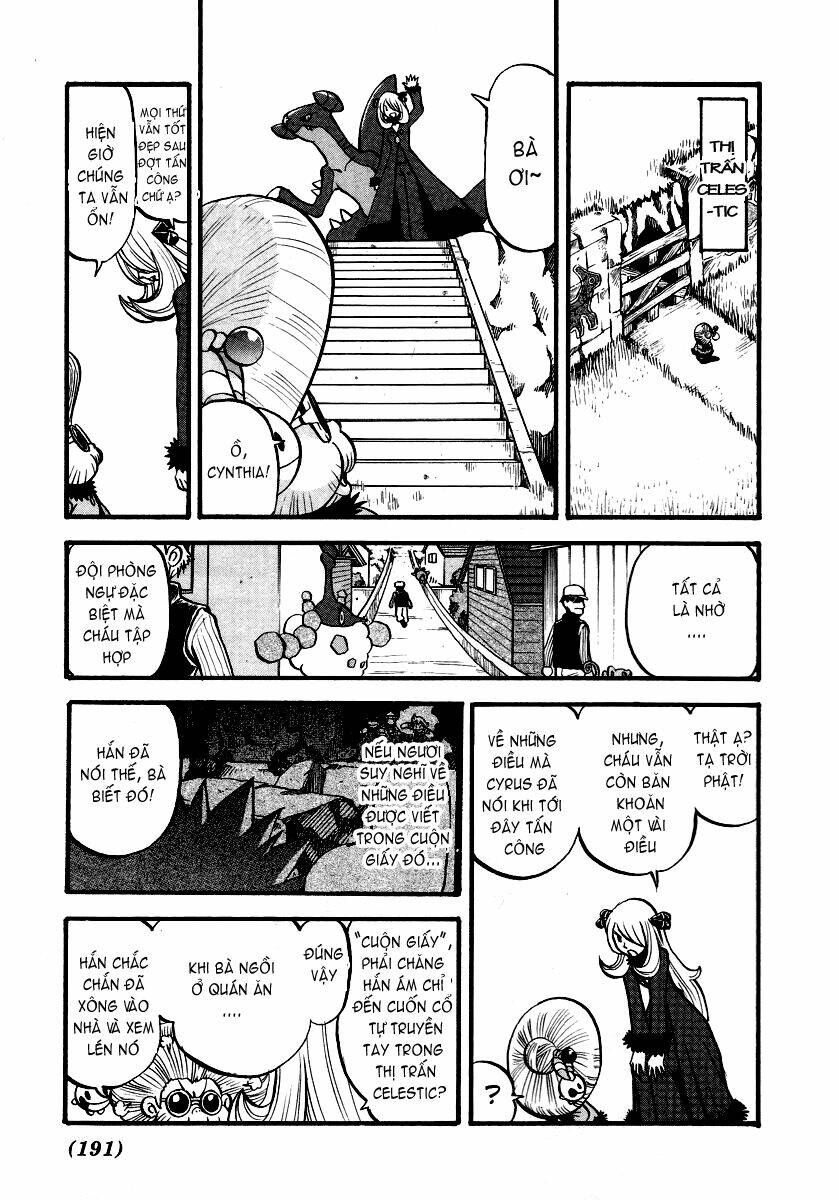 THỊ
TRẤN
CELES
-TIC
BÀ
ƠI~
Ồ,
CYNTHIA!
MỌI THỨ
VẪN TỐT
ĐẸP SAU
ĐỢT TẤN
CÔNG
CHỨ Ạ?
HIỆN
GIỜ
CHÚNG
TA VẪN
ỔN!
TẤT CẢ
LÀ NHỜ
....
ĐỘI PHÒNG
NGỰ ĐẶC
BIỆT MÀ
CHÁU TẬP
HỢP
THẬT Ạ?
TẠ TRỜI
PHẬT!
NHƯNG,
CHÁU VẪN
CÒN BĂN
KHOĂN
MỘT VÀI
ĐIỀU
VỀ NHỮNG
ĐIỀU MÀ
CYRUS ĐÃ
NÓI KHI TỚI
ĐÂY TẤN
CÔNG
?
NẾU NGƯƠI
SUY NGHĨ VỀ
NHỮNG ĐIỀU
ĐƯỢC VIẾT
TRONG CUỘN
GIẤY ĐÓ...
HẮN ĐÃ
NÓI THẾ, BÀ
BIẾT ĐÓ!
"CUỘN GIẤY",
PHẢI CHĂNG
HẮN ÁM CHỈ
ĐẾN CUỐN CỔ
TỰ TRUYỀN
TAY TRONG
THỊ TRẤN
CELESTIC?
ĐÚNG
VẬY
KHI BÀ NGỒI
Ở QUÁN ĂN
....
HẮN CHẮC
CHẮN ĐÃ
XÔNG VÀO
NHÀ VÀ XEM
LÉN NÓ
(191)